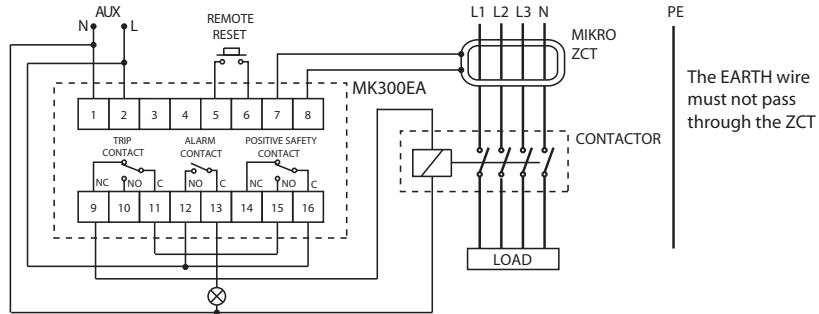 AUX
N L
REMOTE
RESET
L1 L2 L3 N
PE
MIKRO
ZCT
MK300EA
The EARTH wire
must not pass
through the ZCT
1 2 3 4 5 6 7 8
CONTACTOR
TRIP
CONTACT
ALARM
CONTACT
POSITIVE SAFETY
CONTACT
NC NO C NO C NC NO C
9 10 11 12 13 14 15 16
LOAD